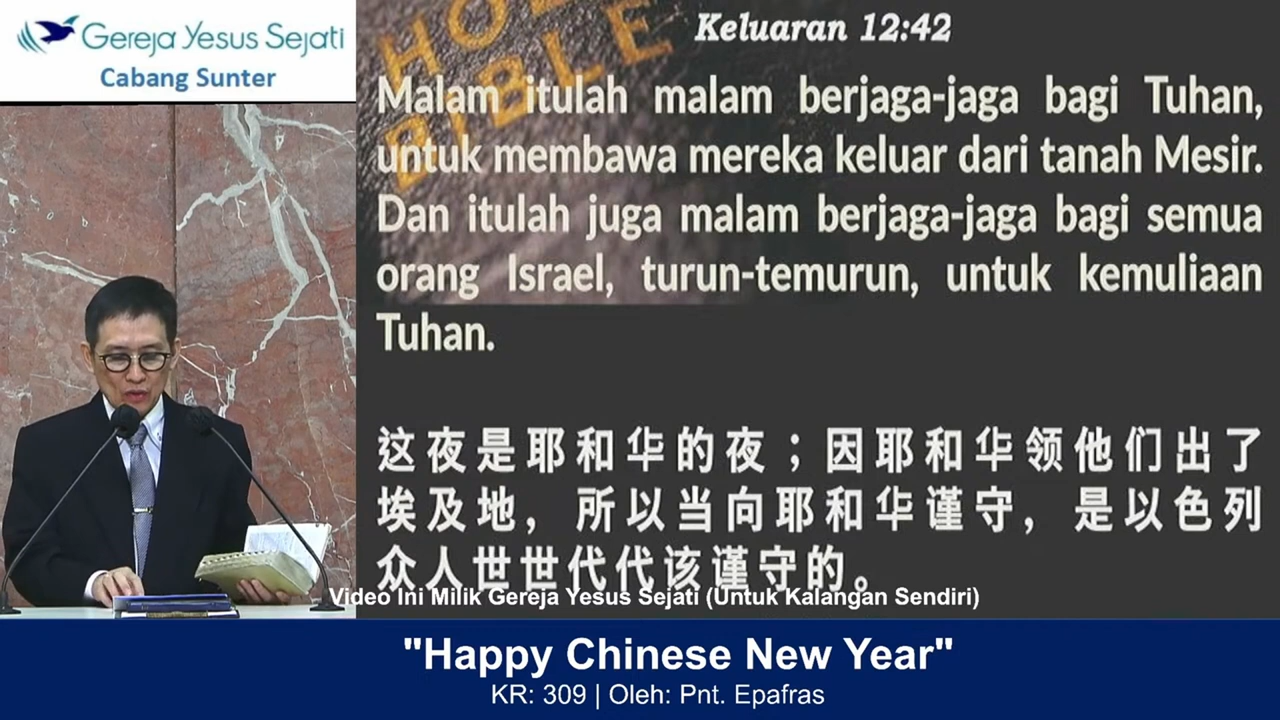 Gereja Yesus Sejati
Cabang Sunter
HOLY
BIBLE
Keluaran 12:42
Malam itulah malam berjaga-jaga bagi Tuhan,
untuk membawa mereka keluar dari tanah Mesir.
Dan itulah juga malam berjaga-jaga bagi semua
orang Israel, turun-temurun, untuk kemuliaan
Tuhan.
这夜是耶和华的夜；因耶和华领他们出了
埃及地，所以当向耶和华谨守，是以色列
众人世世代代该谨守的。
Video Ini Milik Gereja Yesus Sejati (Untuk Kalangan Sendiri)
"Happy Chinese New Year"
KR: 309 | Oleh: Pnt. Epafras